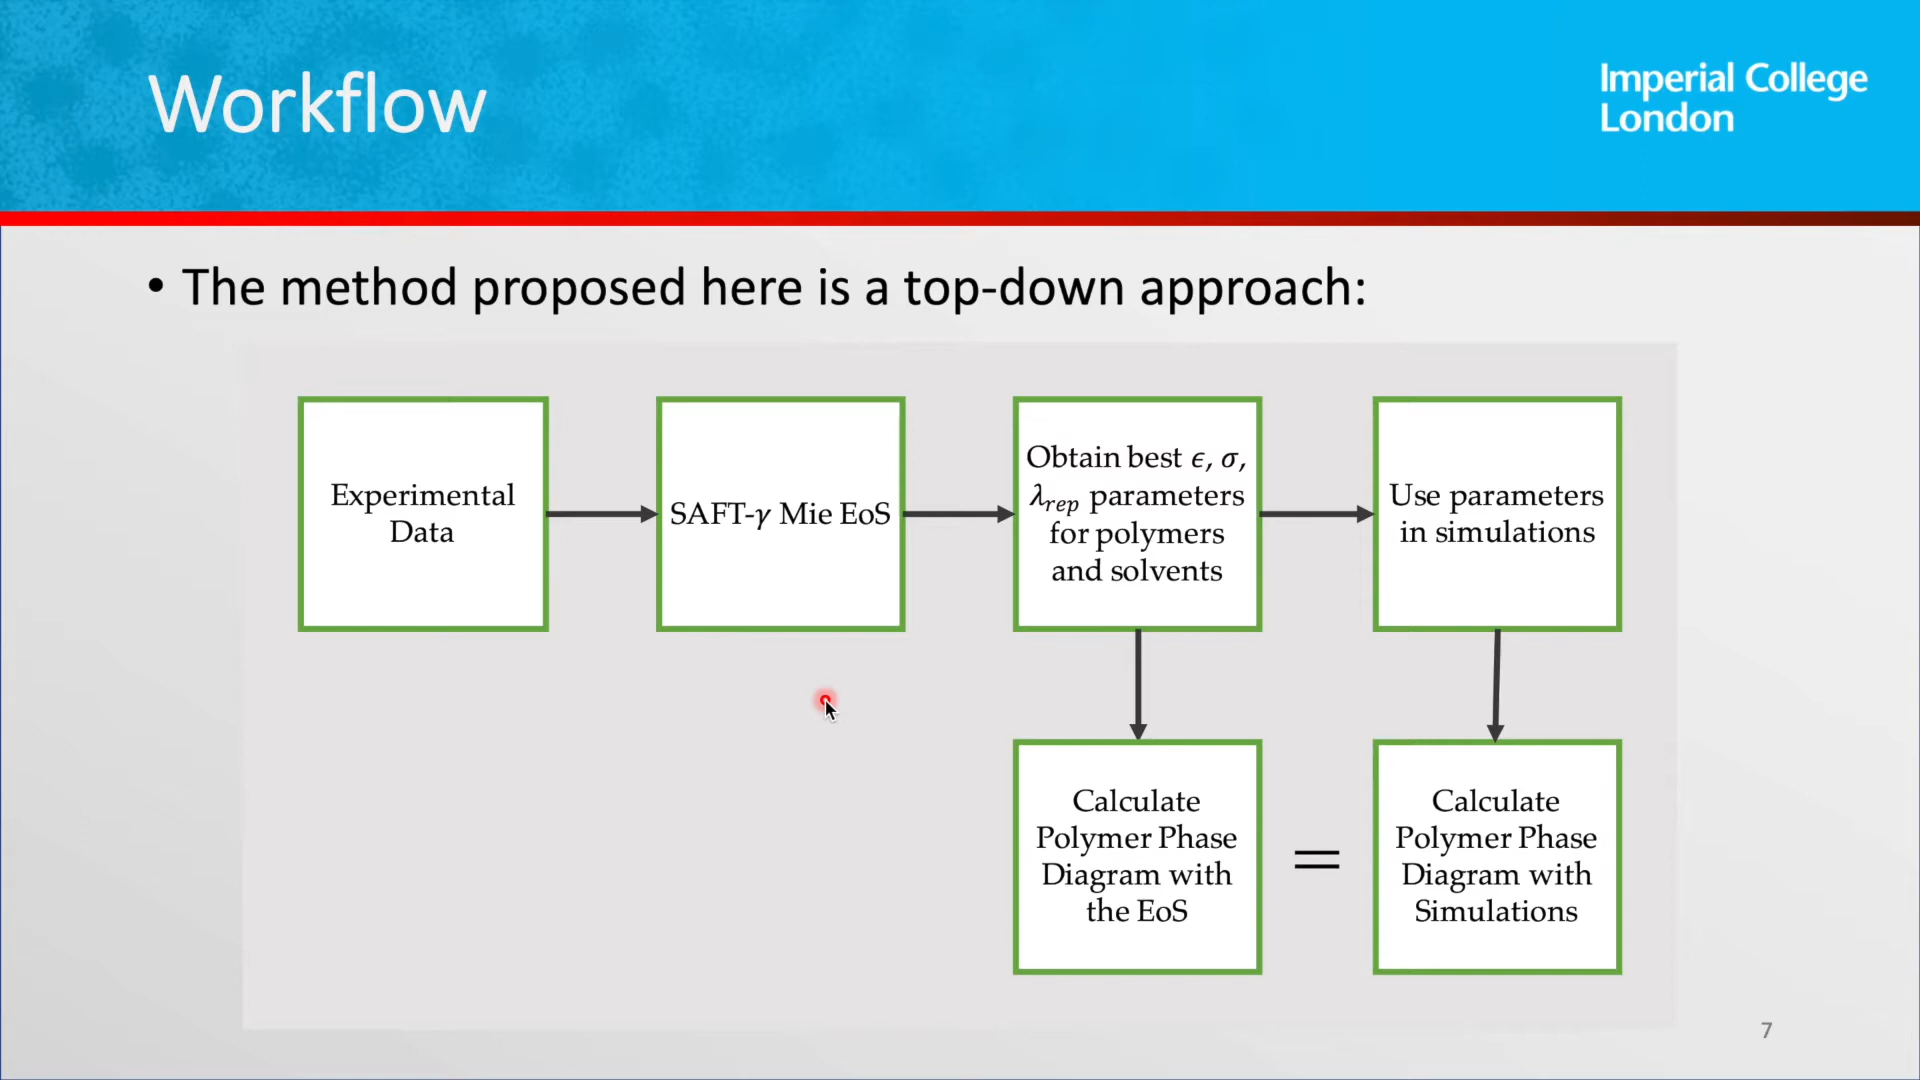 Workflow
Imperial College
London
• The method proposed here is a top-down approach:
Experimental
Data
SAFT-γ Mie EoS
Obtain best ϵ, σ,
λrep parameters
for polymers
and solvents
Use parameters
in simulations
Calculate
Polymer Phase
Diagram with
the EoS
=
Calculate
Polymer Phase
Diagram with
Simulations
7